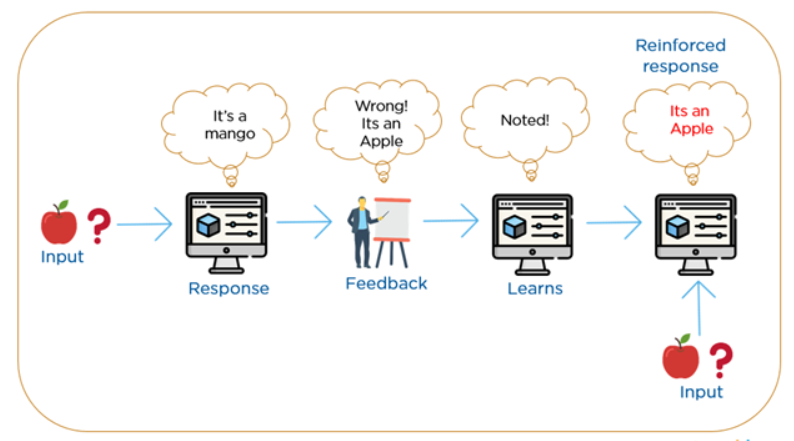 Reinforced
response
It's a
mango
Wrong!
Its an
Apple
Noted!
Its an
Apple
?
Input
Response
Feedback
Learns
?
Input